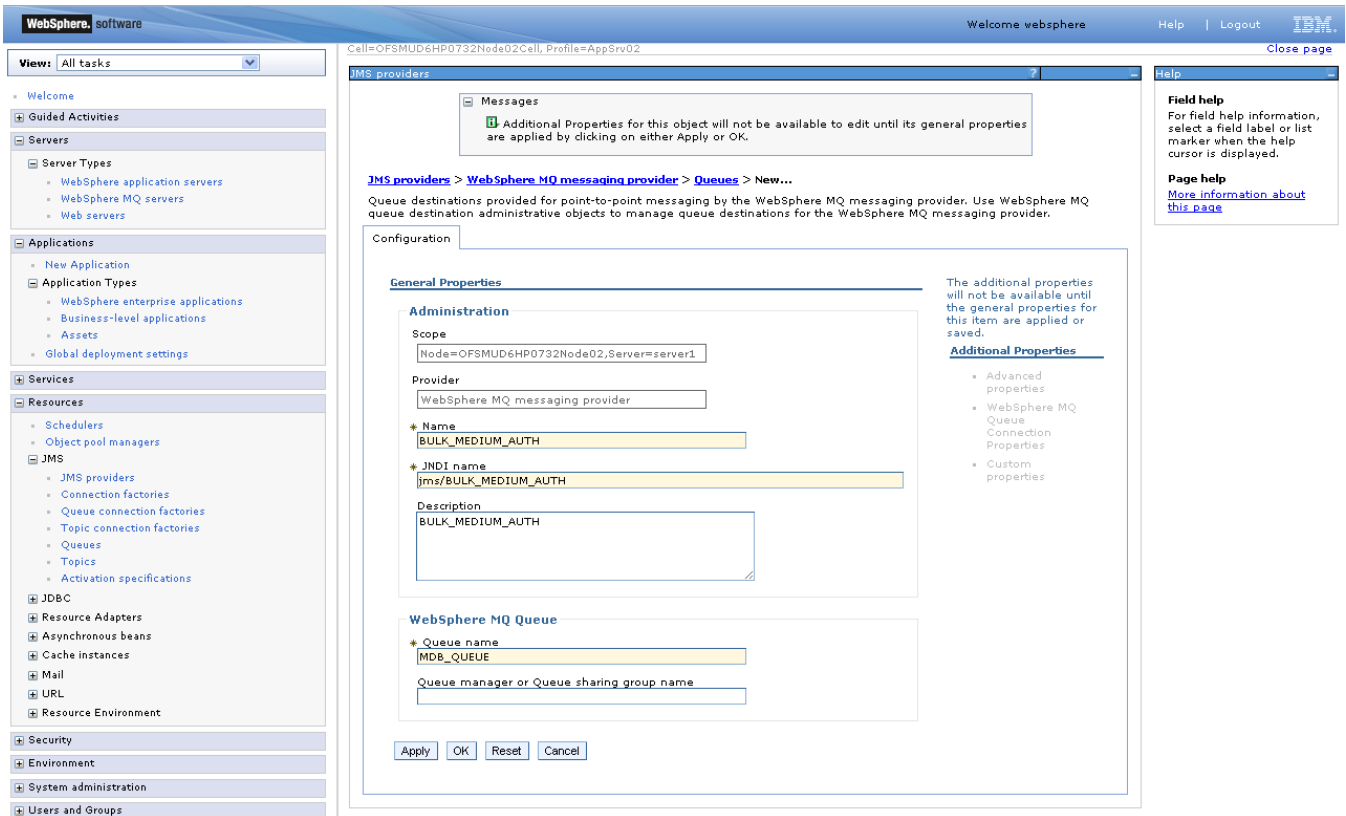 WebSphere. software
Welcome websphere
Help | Logout
IBM.
View: All tasks
Welcome
Guided Activities
Servers
Server Types
WebSphere application servers
WebSphere MQ servers
Web servers
Applications
New Application
Application Types
WebSphere enterprise applications
Business-level applications
Assets
Global deployment settings
Services
Resources
Schedulers
Object pool managers
JMS
JMS providers
Connection factories
Queue connection factories
Topic connection factories
Queues
Topics
Activation specifications
JDBC
Resource Adapters
Asynchronous beans
Cache instances
Mail
URL
Resource Environment
Security
Environment
System administration
Users and Groups
Cell=OFSMUD6HP0732Node02Cell, Profile=AppSrv02
Close page
JMS providers
?
Messages
Additional Properties for this object will not be available to edit until its general properties
are applied by clicking on either Apply or OK.
JMS providers > WebSphere MQ messaging provider > Queues > New...
Queue destinations provided for point-to-point messaging by the WebSphere MQ messaging provider. Use WebSphere MQ
queue destination administrative objects to manage queue destinations for the WebSphere MQ messaging provider.
Configuration
General Properties
Administration
Scope
Node=OFSMUD6HP0732Node02,Server=server1
Provider
WebSphere MQ messaging provider
* Name
BULK_MEDIUM_AUTH
* JNDI name
jms/BULK_MEDIUM_AUTH
Description
BULK_MEDIUM_AUTH
WebSphere MQ Queue
* Queue name
MDB_QUEUE
Queue manager or Queue sharing group name
Apply OK Reset Cancel
The additional properties
will not be available until
the general properties for
this item are applied or
saved.
Additional Properties
Advanced
properties
WebSphere MQ
Queue
Connection
Properties
Custom
properties
Help
Field help
For field help information,
select a field label or list
marker when the help
cursor is displayed.
Page help
More information about
this page